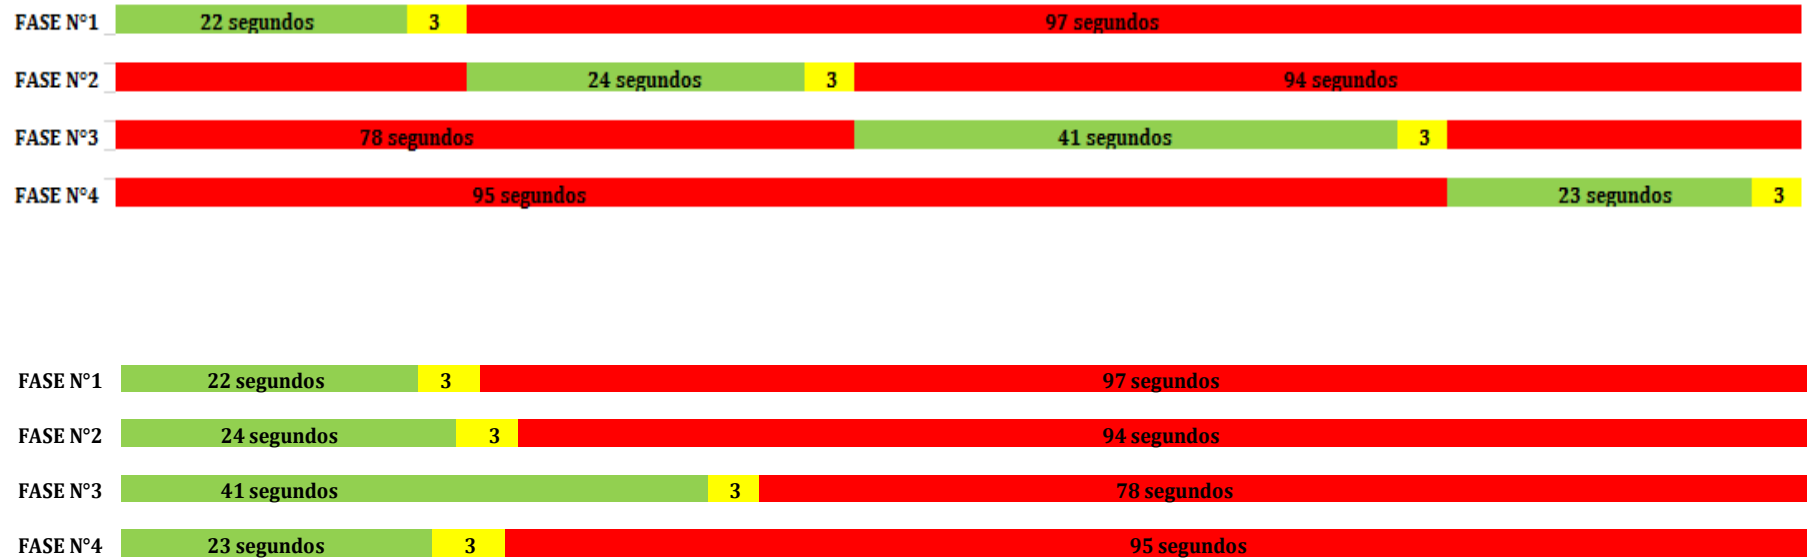 FASE N°1 22 segundos 3 97 segundos
FASE N°2 24 segundos 3 94 segundos
FASE N°3 78 segundos 41 segundos 3
FASE N°4 95 segundos 23 segundos 3
FASE N°1 22 segundos 3 97 segundos
FASE N°2 24 segundos 3 94 segundos
FASE N°3 41 segundos 3 78 segundos
FASE N°4 23 segundos 3 95 segundos